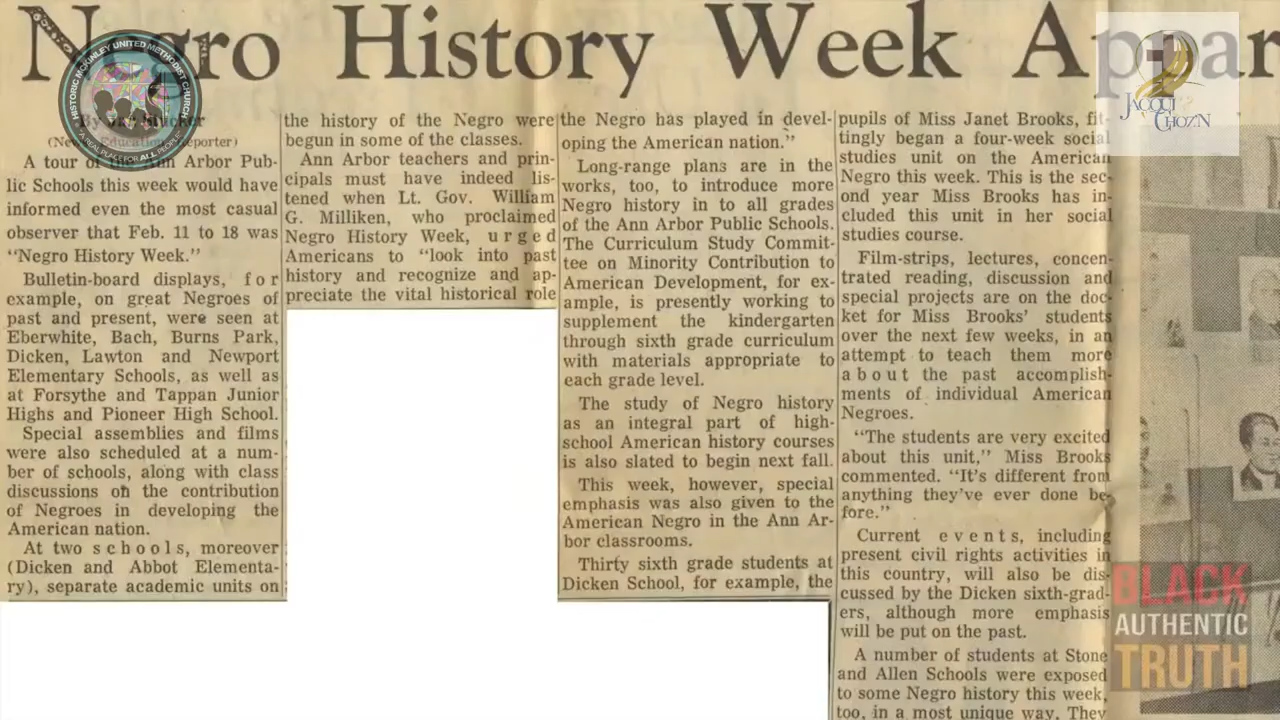 Negro History Week Appar
HISTORIC MCKINLEY UNITED METHODIST CHURCH
"A REAL PLACE FOR ALL PEOPLE"
JACQUI
CHOZ'N
By
(News Education Reporter)
A tour of the Ann Arbor Pub-
lic Schools this week would have
informed even the most casual
observer that Feb. 11 to 18 was
"Negro History Week."
Bulletin-board displays, for
example, on great Negroes of
past and present, were seen at
Eberwhite, Bach, Burns Park,
Dicken, Lawton and Newport
Elementary Schools, as well as
at Forsythe and Tappan Junior
Highs and Pioneer High School.
Special assemblies and films
were also scheduled at a num-
ber of schools, along with class
discussions on the contribution
of Negroes in developing the
American nation.
At two schools, moreover
(Dicken and Abbot Elementa-
ry), separate academic units on
the history of the Negro were
begun in some of the classes.
Ann Arbor teachers and prin-
cipals must have indeed lis-
tened when Lt. Gov. William
G. Milliken, who proclaimed
Negro History Week, urged
Americans to "look into past
history and recognize and ap-
preciate the vital historical role
the Negro has played in devel-
oping the American nation."
Long-range plans are in the
works, too, to introduce more
Negro history in to all grades
of the Ann Arbor Public Schools.
The Curriculum Study Commit-
tee on Minority Contribution to
American Development, for ex-
ample, is presently working to
supplement the kindergarten
through sixth grade curriculum
with materials appropriate to
each grade level.
The study of Negro history
as an integral part of high-
school American history courses
is also slated to begin next fall.
This week, however, special
emphasis was also given to the
American Negro in the Ann Ar-
bor classrooms.
Thirty sixth grade students at
Dicken School, for example, the
pupils of Miss Janet Brooks, fit-
tingly began a four-week social
studies unit on the American
Negro this week. This is the sec-
ond year Miss Brooks has in-
cluded this unit in her social
studies course.
Film-strips, lectures, concen-
trated reading, discussion and
special projects are on the doc-
ket for Miss Brooks' students
over the next few weeks, in an
attempt to teach them more
about the past accomplish-
ments of individual American
Negroes.
"The students are very excited
about this unit," Miss Brooks
commented. "It's different from
anything they've ever done be-
fore."
Current events, including
present civil rights activities in
this country, will also be dis-
cussed by the Dicken sixth-grad-
ers, although more emphasis
will be put on the past.
A number of students at Stone
and Allen Schools were exposed
to some Negro history this week,
too, in a most unique way. They
BLACK
AUTHENTIC
TRUTH